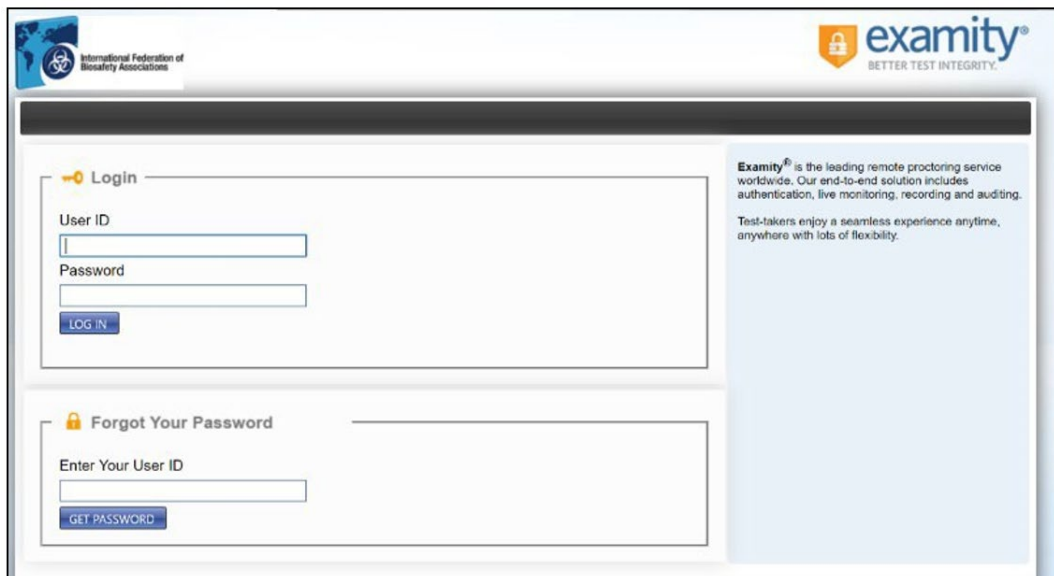 International Federation of
Biosafety Associations
examity®
BETTER TEST INTEGRITY.
Login
User ID
Password
LOG IN
Examity® is the leading remote proctoring service
worldwide. Our end-to-end solution includes
authentication, live monitoring, recording and auditing.
Test-takers enjoy a seamless experience anytime,
anywhere with lots of flexibility.
Forgot Your Password
Enter Your User ID
GET PASSWORD